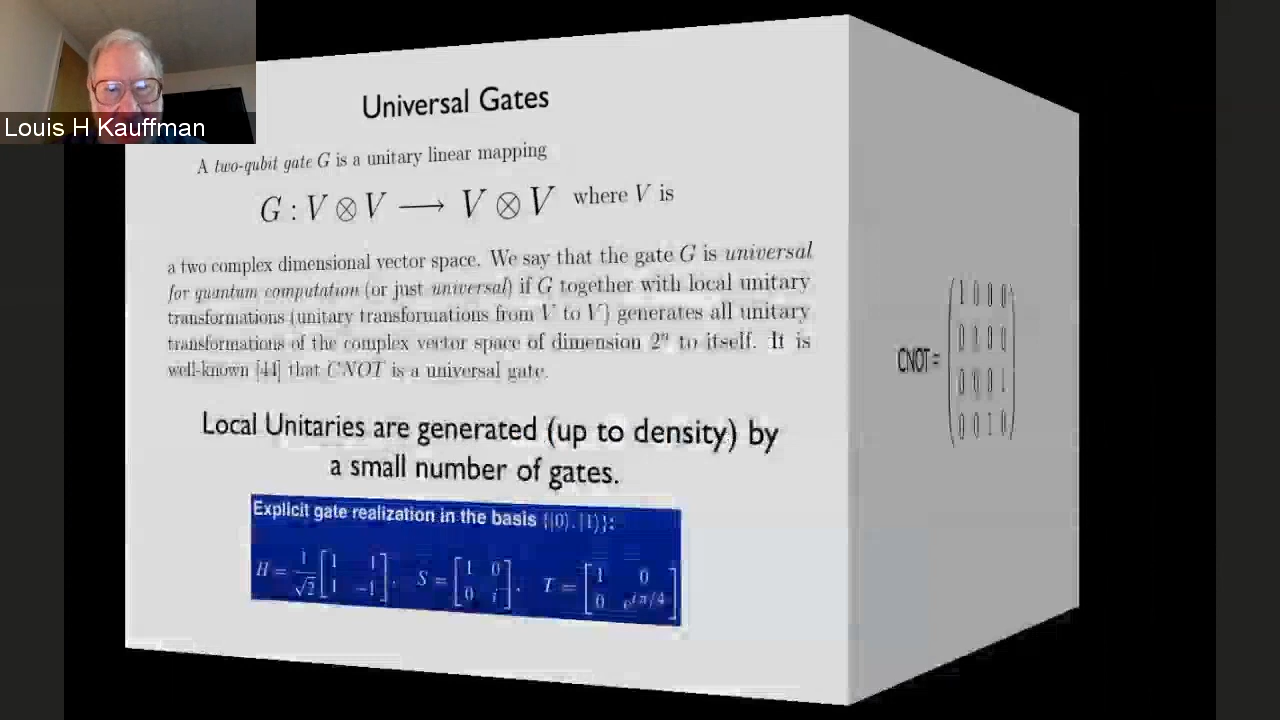 Louis H Kauffman
Universal Gates
A two-qubit gate G is a unitary linear mapping
G : V ⊗ V ⟶ V ⊗ V where V is
a two complex dimensional vector space. We say that the gate G is universal
for quantum computation (or just universal) if G together with local unitary
transformations (unitary transformations from V to V) generates all unitary
transformations of the complex vector space of dimension 2ⁿ to itself. It is
well-known [44] that CNOT is a universal gate.
Local Unitaries are generated (up to density) by
a small number of gates.
Explicit gate realization in the basis {|0⟩, |1⟩}:
H = 1/√2 [1 1; 1 −1], S = [1 0; 0 i], T = [1 0; 0 e^{iπ/4}]
CNOT =
1 0 0 0
0 0 0 1
0 0 1 0